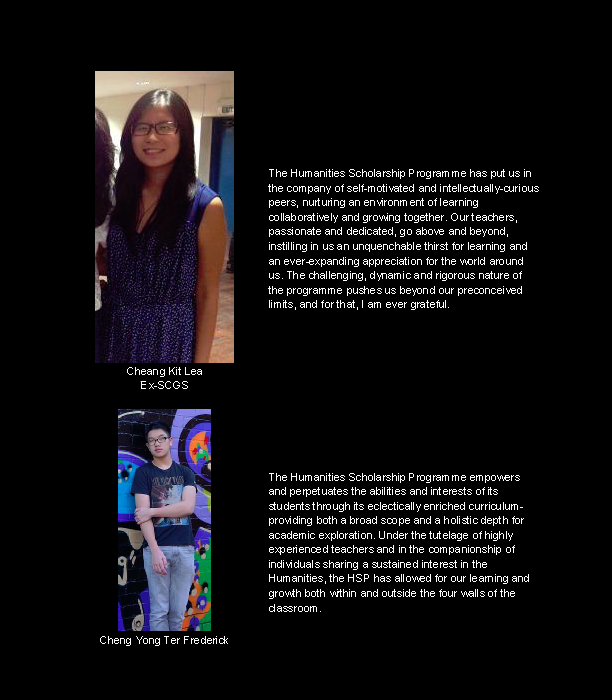 The Humanities Scholarship Programme has put us in
the company of self-motivated and intellectually-curious
peers, nurturing an environment of learning
collaboratively and growing together. Our teachers,
passionate and dedicated, go above and beyond,
instilling in us an unquenchable thirst for learning and
an ever-expanding appreciation for the world around
us. The challenging, dynamic and rigorous nature of
the programme pushes us beyond our preconceived
limits, and for that, I am ever grateful.
Cheang Kit Lea
Ex-SCGS
The Humanities Scholarship Programme empowers
and perpetuates the abilities and interests of its
students through its eclectically enriched curriculum-
providing both a broad scope and a holistic depth for
academic exploration. Under the tutelage of highly
experienced teachers and in the companionship of
individuals sharing a sustained interest in the
Humanities, the HSP has allowed for our learning and
growth both within and outside the four walls of the
classroom.
Cheng Yong Ter Frederick